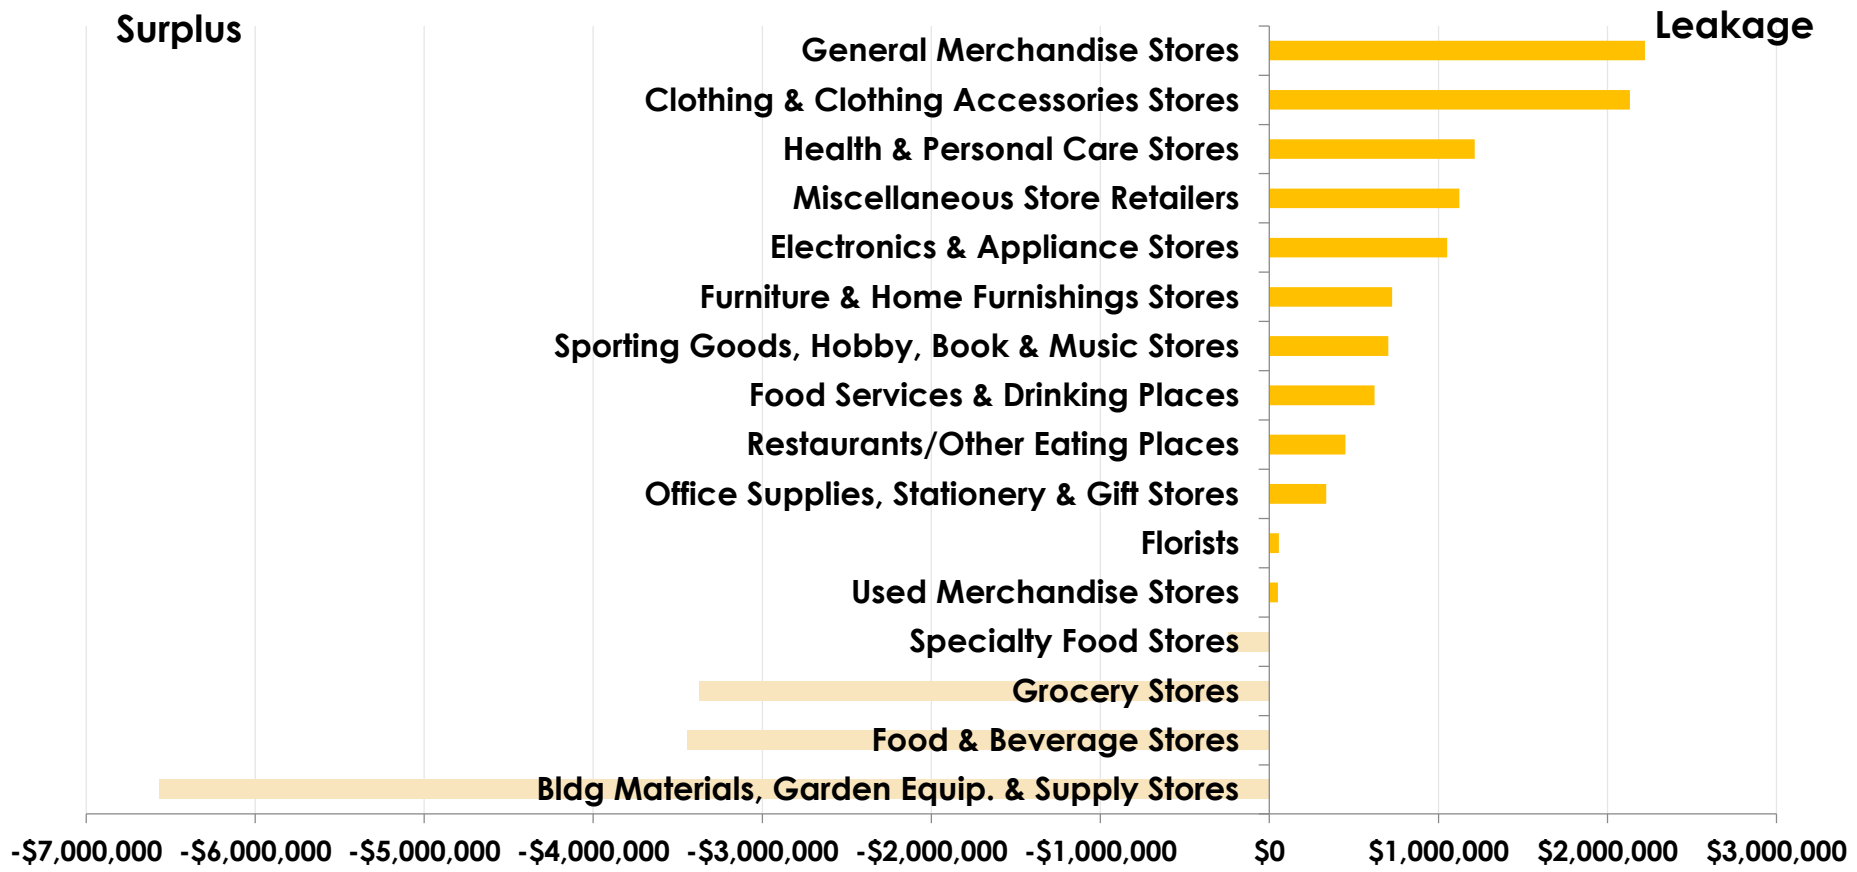 Surplus
Leakage
General Merchandise Stores
Clothing & Clothing Accessories Stores
Health & Personal Care Stores
Miscellaneous Store Retailers
Electronics & Appliance Stores
Furniture & Home Furnishings Stores
Sporting Goods, Hobby, Book & Music Stores
Food Services & Drinking Places
Restaurants/Other Eating Places
Office Supplies, Stationery & Gift Stores
Florists
Used Merchandise Stores
Specialty Food Stores
Grocery Stores
Food & Beverage Stores
Bldg Materials, Garden Equip. & Supply Stores
-$7,000,000 -$6,000,000 -$5,000,000 -$4,000,000 -$3,000,000 -$2,000,000 -$1,000,000 $0 $1,000,000 $2,000,000 $3,000,000